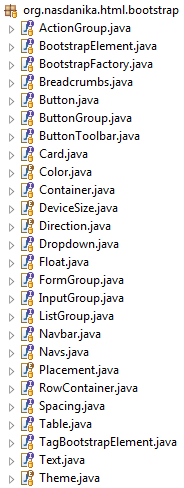 org.nasdanika.html.bootstrap
ActionGroup.java
BootstrapElement.java
BootstrapFactory.java
Breadcrumbs.java
Button.java
ButtonGroup.java
ButtonToolbar.java
Card.java
Color.java
Container.java
DeviceSize.java
Direction.java
Dropdown.java
Float.java
FormGroup.java
InputGroup.java
ListGroup.java
Navbar.java
Navs.java
Placement.java
RowContainer.java
Spacing.java
Table.java
TagBootstrapElement.java
Text.java
Theme.java